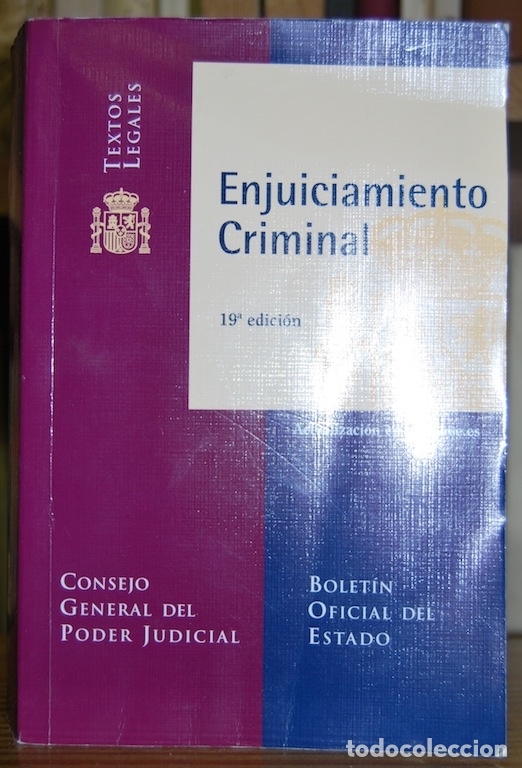 TEXTOS
LEGALES
Enjuiciamiento
Criminal
19ª edición
CONSEJO
GENERAL DEL
PODER JUDICIAL
BOLETÍN
OFICIAL DEL
ESTADO
todocoleccion